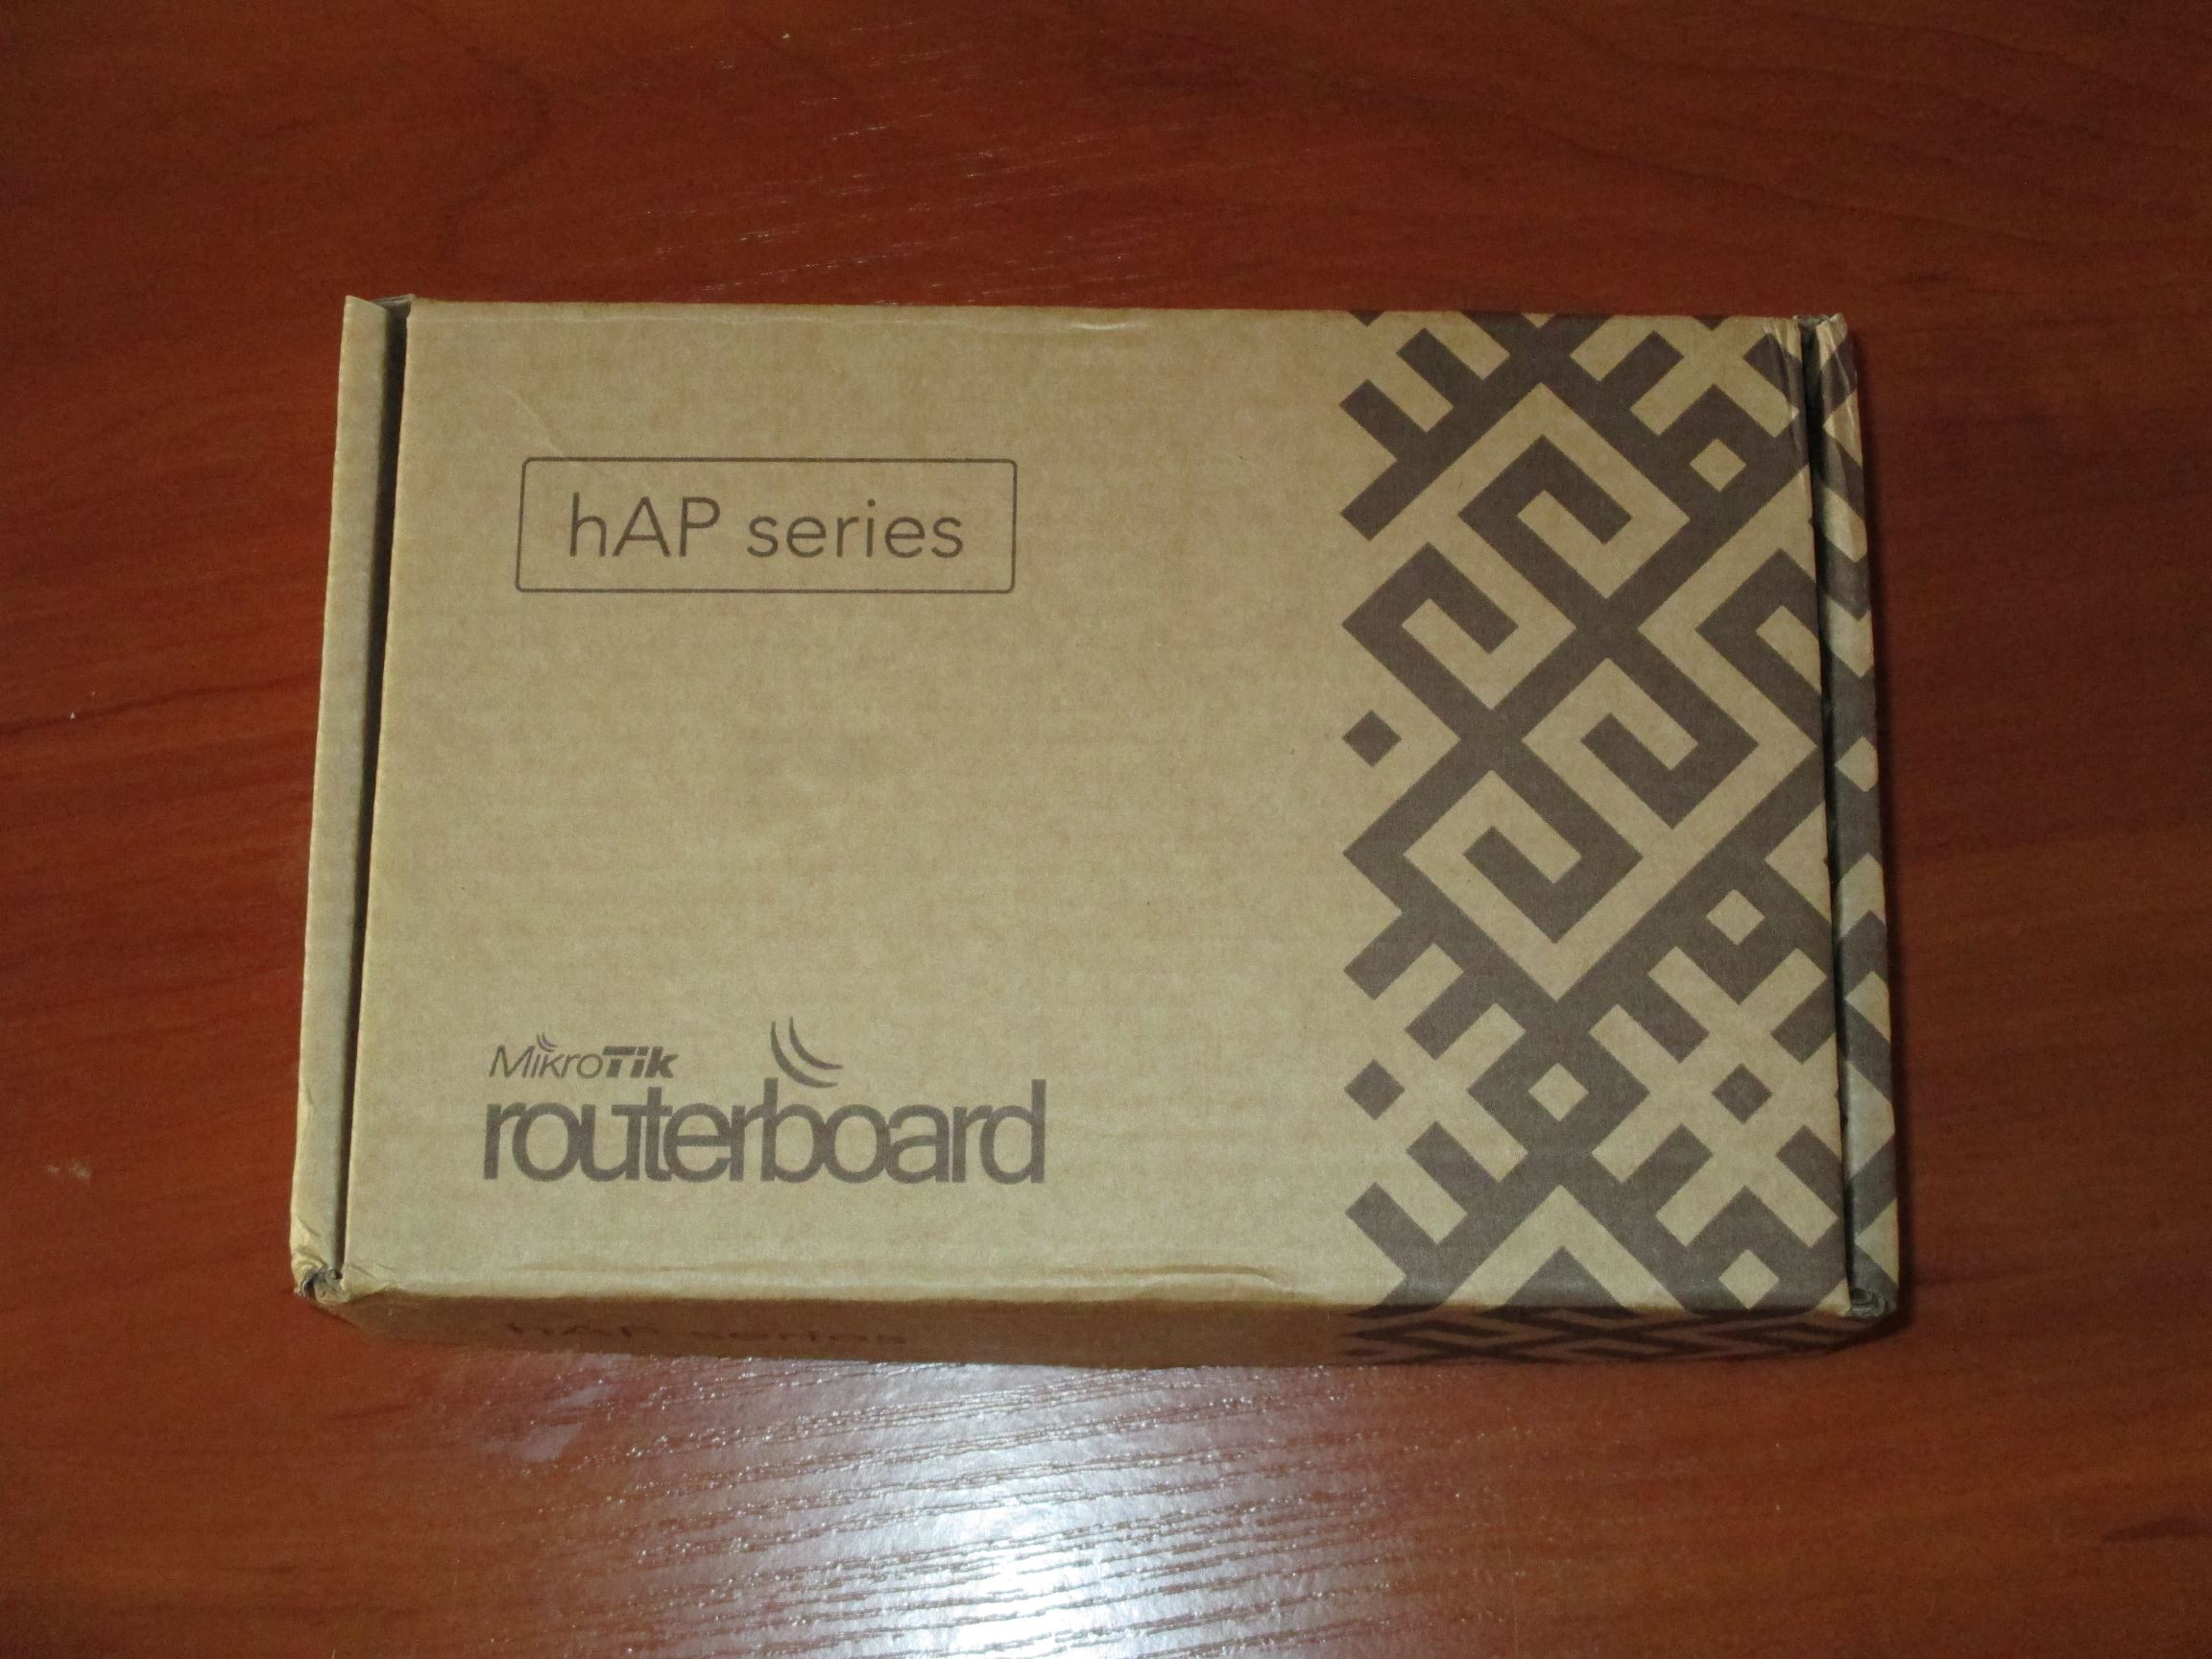 hAP series
MikroTik
routerboard
hAP series